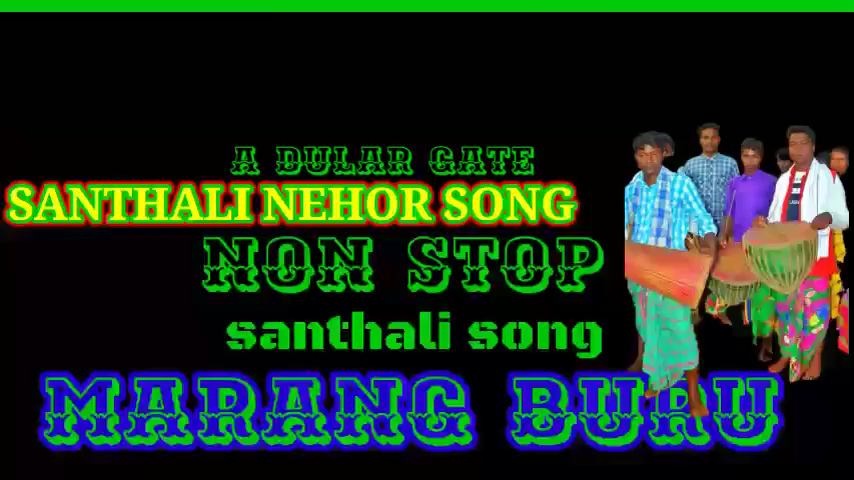 A DULAR GATE
SANTHALI NEHOR SONG
NON STOP
santhali song
MARANG BURU